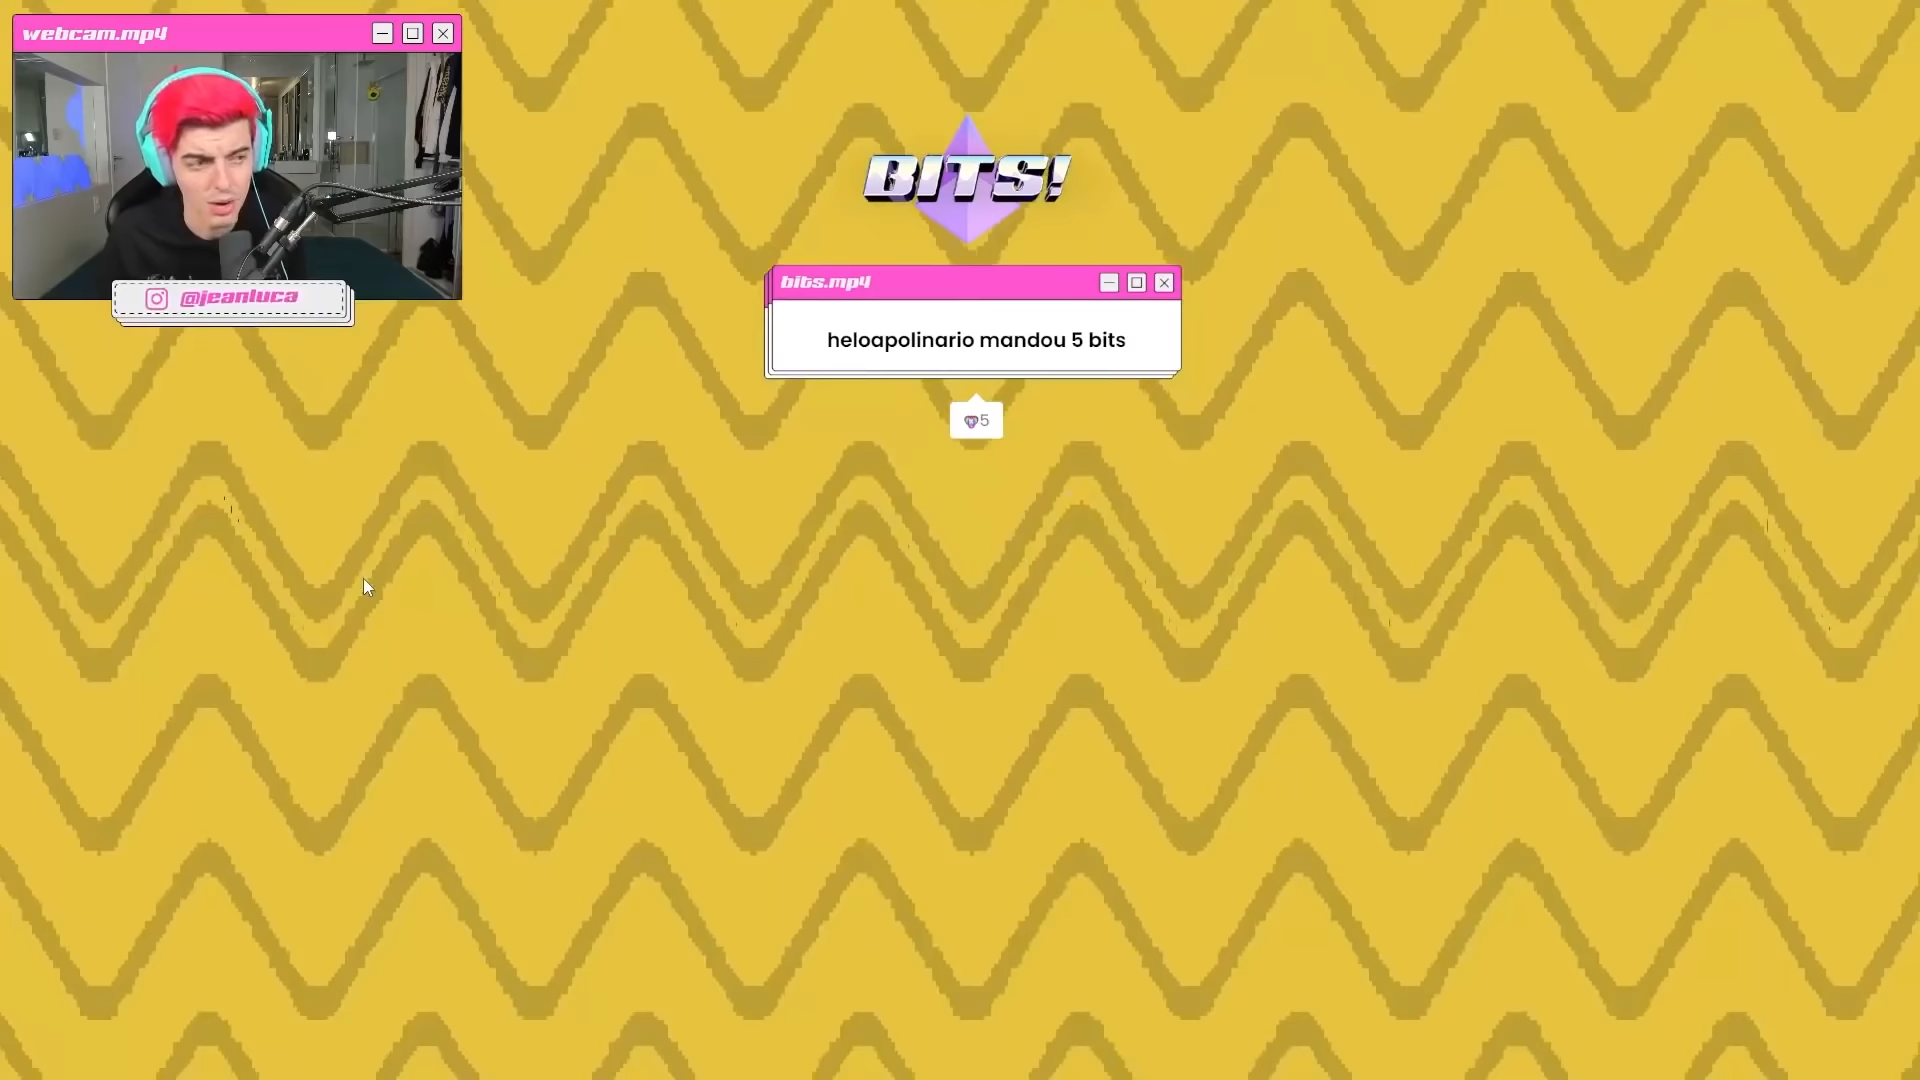 webcam.mp4
@jeanluca
BITS!
bits.mp4
heloapolinario mandou 5 bits
5